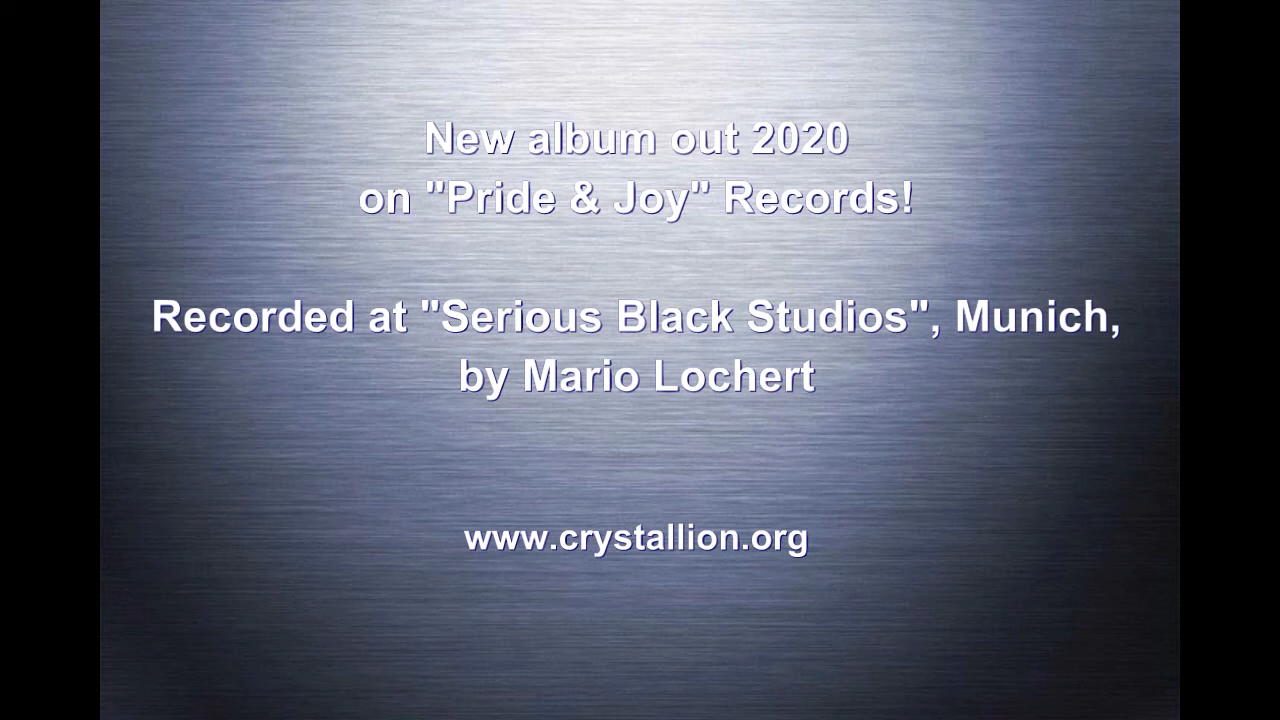 New album out 2020
on "Pride & Joy" Records!
Recorded at "Serious Black Studios", Munich,
by Mario Lochert
www.crystallion.org